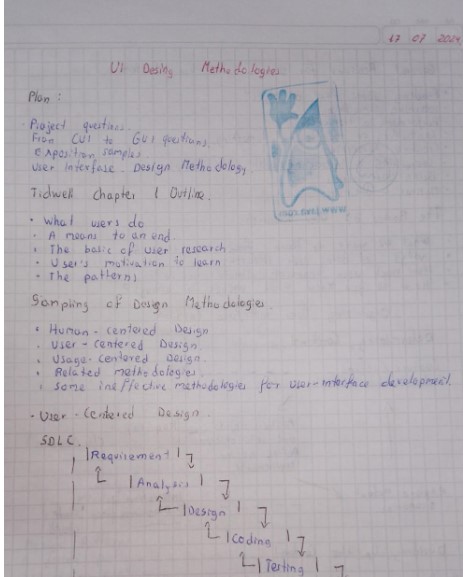 17 07 2024
UI Desing Methodologies
Plan :
Project questions.
From CUI to GUI questions.
Exposition samples.
User Interface. Design Methodology.
Tidwell Chapter 1 Outline.
• What users do
• A means to an end.
• The basic of user research.
• User's motivation to learn
• The patterns
Sampling of Design Methodologies.
• Human - centered Design
• User - Centered Design.
• Usage - Centered Design.
• Related methodologies.
• Some ineffective methodologies for user-interface development.
• User - Centered Design.
SDLC.
|Requirement|
|Analysis|
|Design|
|Coding|
|Testing|